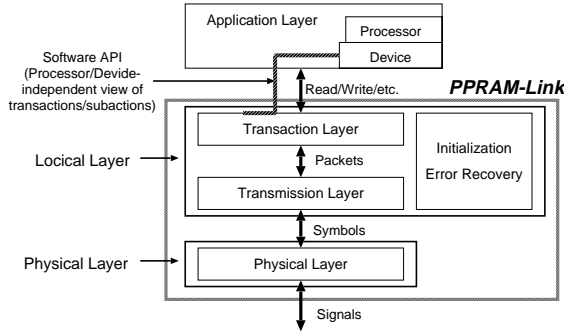 Application Layer
Processor
Device
Software API
(Processor/Devide-
independent view of
transactions/subactions)
Read/Write/etc.
PPRAM-Link
Transaction Layer
Initialization
Error Recovery
Locical Layer
Packets
Transmission Layer
Symbols
Physical Layer
Physical Layer
Signals